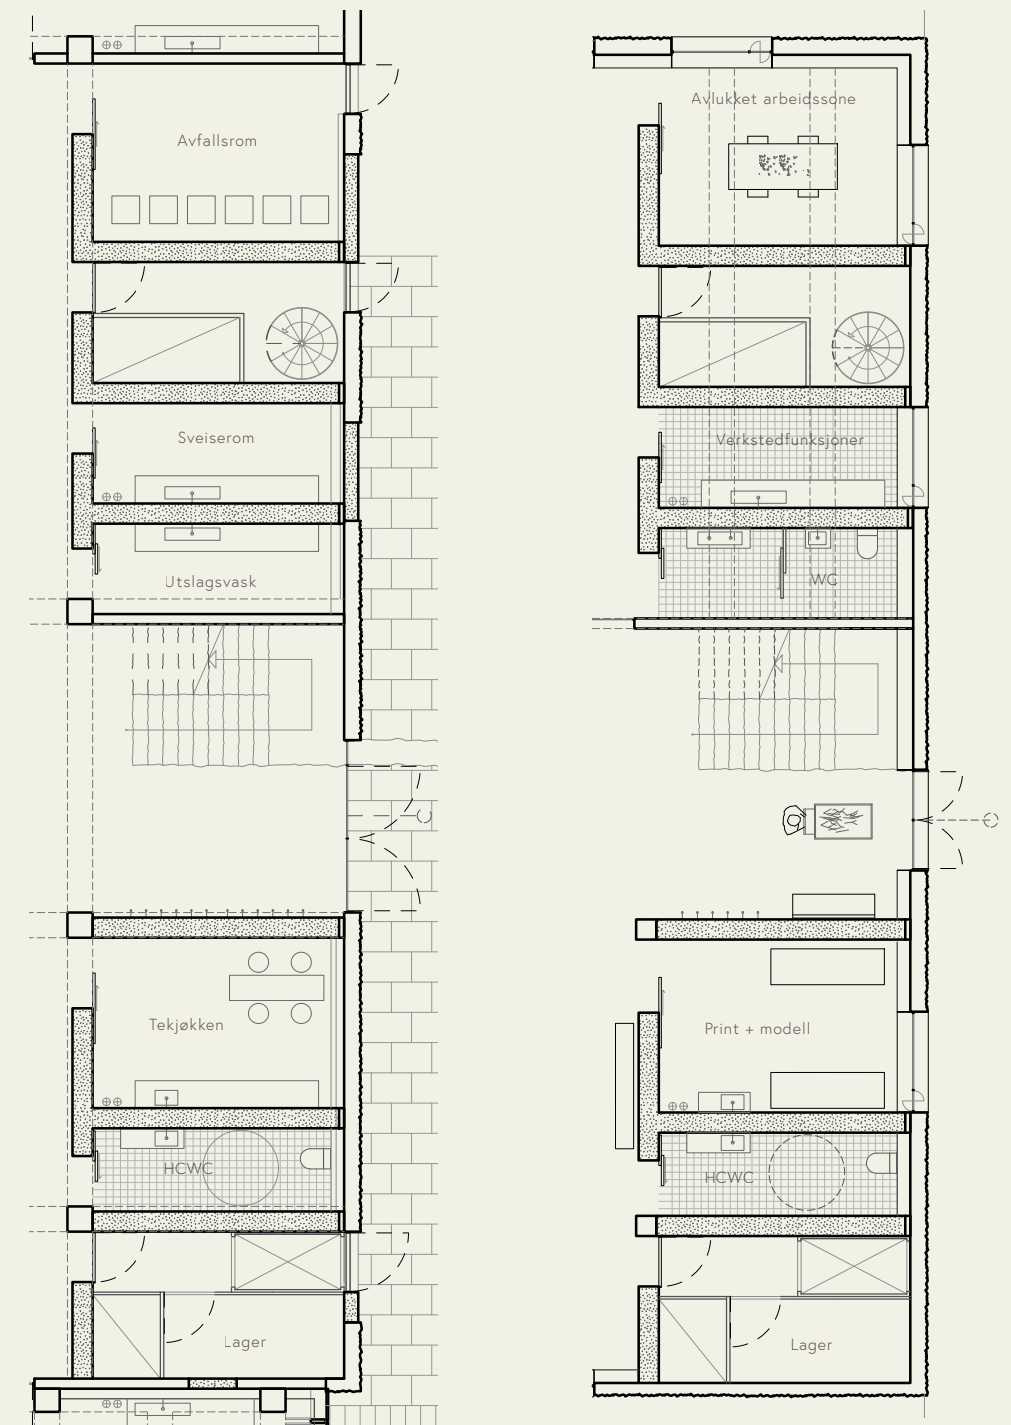 Avfallsrom
Sveiserom
Utslagsvask
Tekjøkken
HCWC
Lager
Avlukket arbeidssone
Verkstedfunksjoner
WC
Print + modell
HCWC
Lager